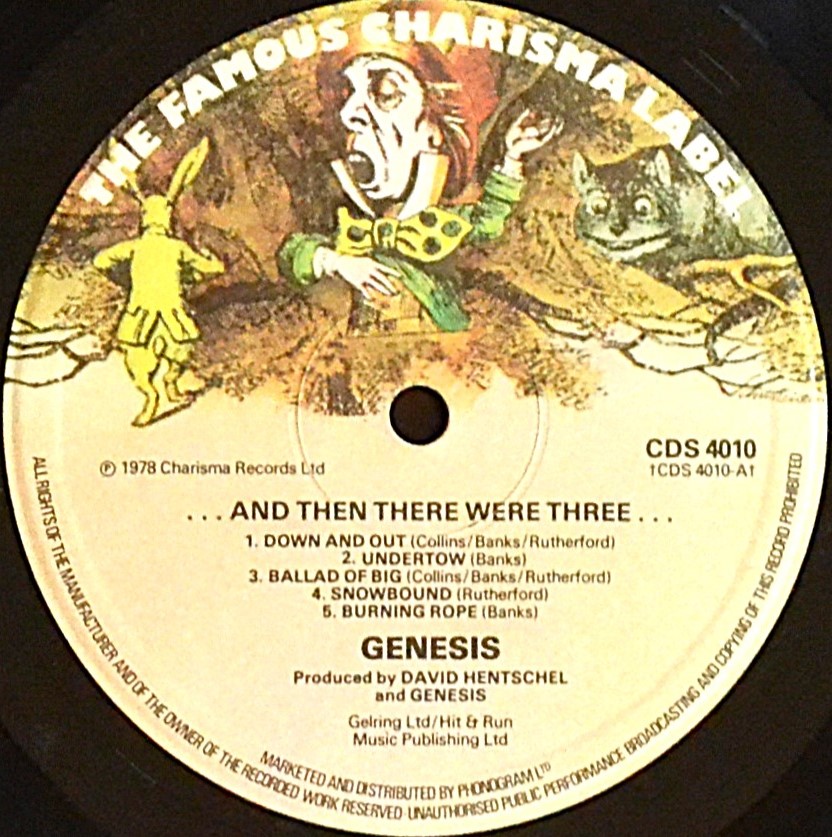 THE FAMOUS CHARISMA LABEL
℗ 1978 Charisma Records Ltd
CDS 4010
†CDS 4010-A†
...AND THEN THERE WERE THREE...
1. DOWN AND OUT (Collins/Banks/Rutherford)
2. UNDERTOW (Banks)
3. BALLAD OF BIG (Collins/Banks/Rutherford)
4. SNOWBOUND (Rutherford)
5. BURNING ROPE (Banks)
GENESIS
Produced by DAVID HENTSCHEL
and GENESIS
Gelring Ltd/Hit & Run
Music Publishing Ltd
MARKETED AND DISTRIBUTED BY PHONOGRAM LTD
ALL RIGHTS OF THE MANUFACTURER AND OF THE OWNER OF THE RECORDED WORK RESERVED·UNAUTHORISED PUBLIC PERFORMANCE BROADCASTING AND COPYING OF THIS RECORD PROHIBITED